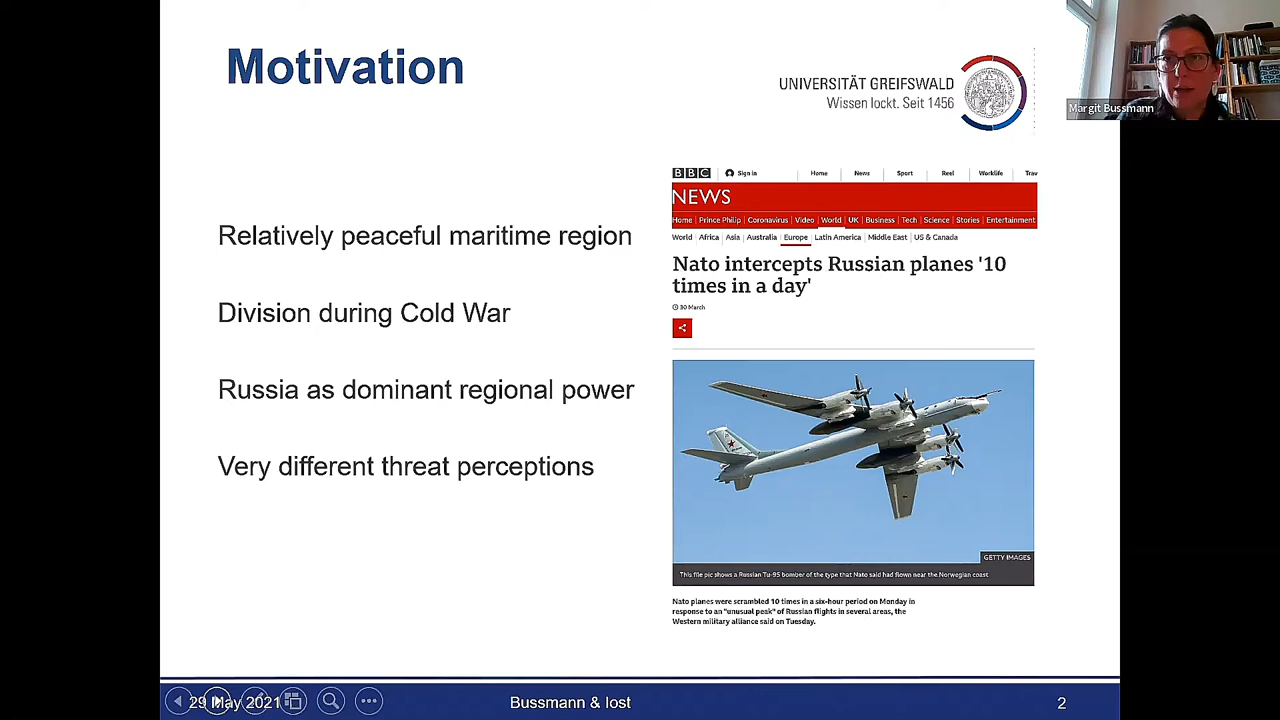 Motivation
UNIVERSITÄT GREIFSWALD
Wissen lockt. Seit 1456
Margit Bussmann
Relatively peaceful maritime region
Division during Cold War
Russia as dominant regional power
Very different threat perceptions
BBC Sign in Home News Sport Reel Worklife Trav
NEWS
Home Prince Philip Coronavirus Video World UK Business Tech Science Stories Entertainment
World Africa Asia Australia Europe Latin America Middle East US & Canada
Nato intercepts Russian planes '10
times in a day'
30 March
GETTY IMAGES
This file pic shows a Russian Tu-95 bomber of the type that Nato said had flown near the Norwegian coast
Nato planes were scrambled 10 times in a six-hour period on Monday in
response to an "unusual peak" of Russian flights in several areas, the
Western military alliance said on Tuesday.
29 May 2021 Bussmann & Iost 2